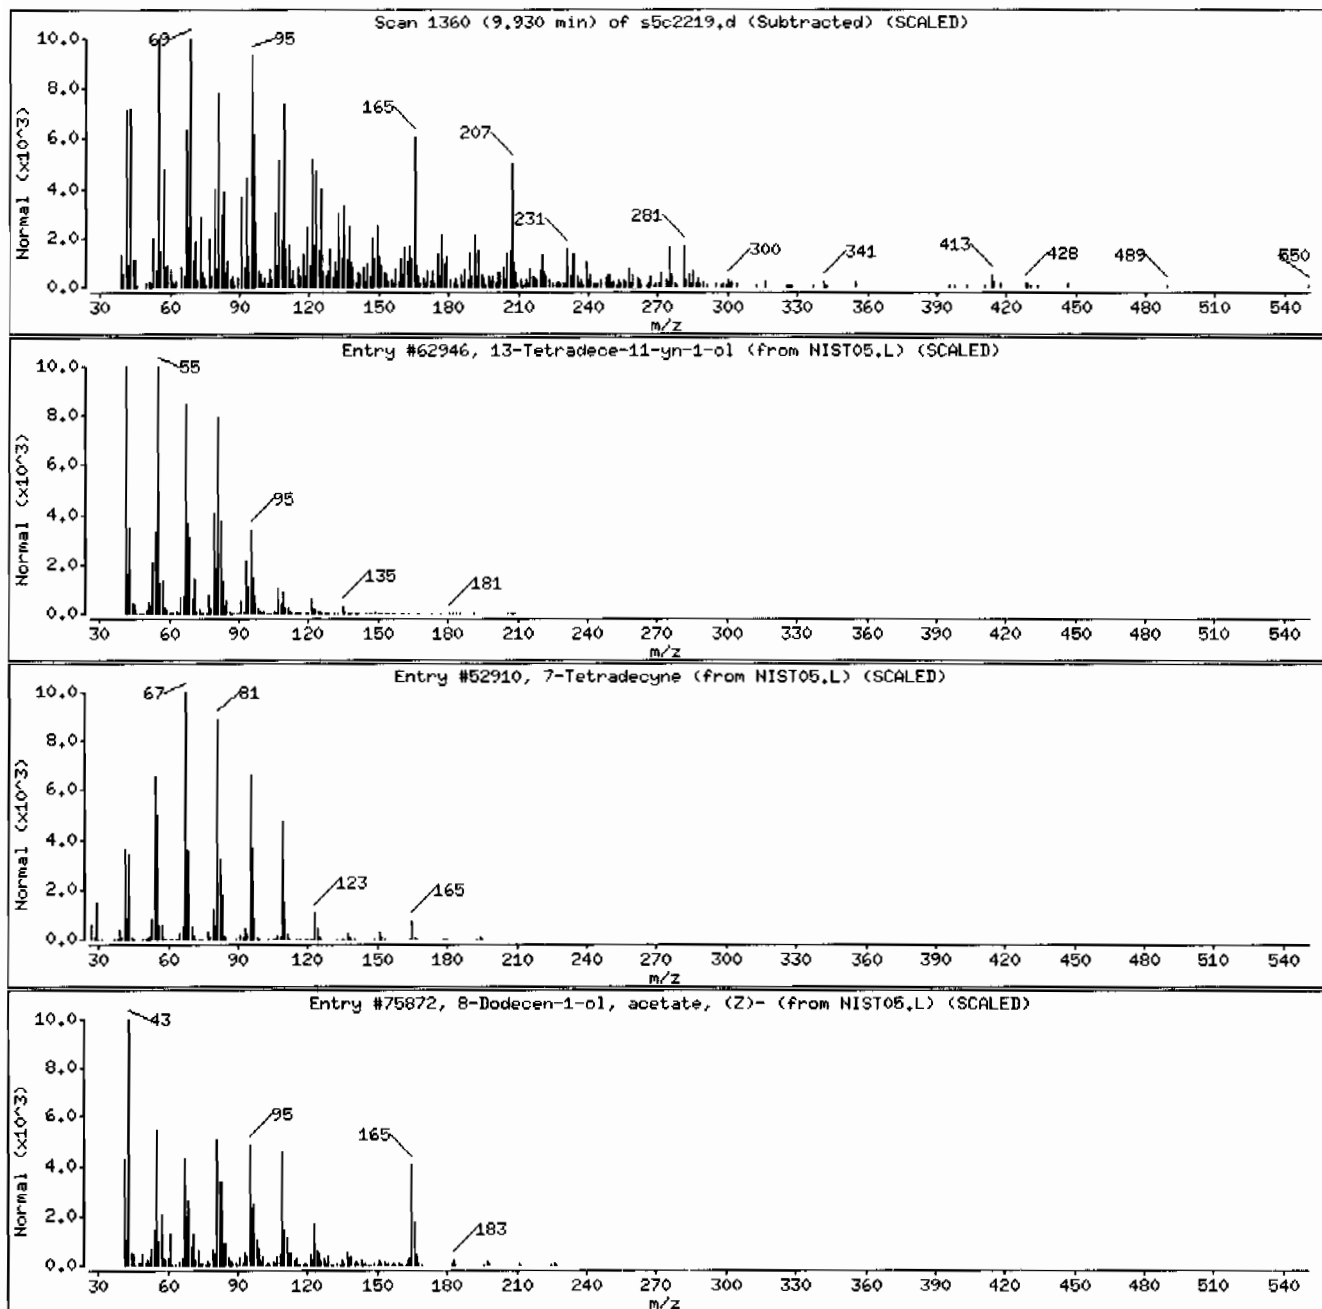 Scan 1360 (9.930 min) of s5c2219.d (Subtracted) (SCALED)
Normal (x10^3)
10.0
8.0
6.0
4.0
2.0
0.0
69
95
165
207
231
281
300
341
413
428
489
30 60 90 120 150 180 210 240 270 300 330 360 390 420 450 480 510 540
m/z
Entry #62946, 13-Tetradece-11-yn-1-ol (from NIST05.L) (SCALED)
Normal (x10^3)
10.0
8.0
6.0
4.0
2.0
0.0
55
95
135
181
30 60 90 120 150 180 210 240 270 300 330 360 390 420 450 480 510 540
m/z
Entry #52910, 7-Tetradecyne (from NIST05.L) (SCALED)
Normal (x10^3)
10.0
8.0
6.0
4.0
2.0
0.0
67
81
123
165
30 60 90 120 150 180 210 240 270 300 330 360 390 420 450 480 510 540
m/z
Entry #75872, 8-Dodecen-1-ol, acetate, (Z)- (from NIST05.L) (SCALED)
Normal (x10^3)
10.0
8.0
6.0
4.0
2.0
0.0
43
95
165
183
30 60 90 120 150 180 210 240 270 300 330 360 390 420 450 480 510 540
m/z